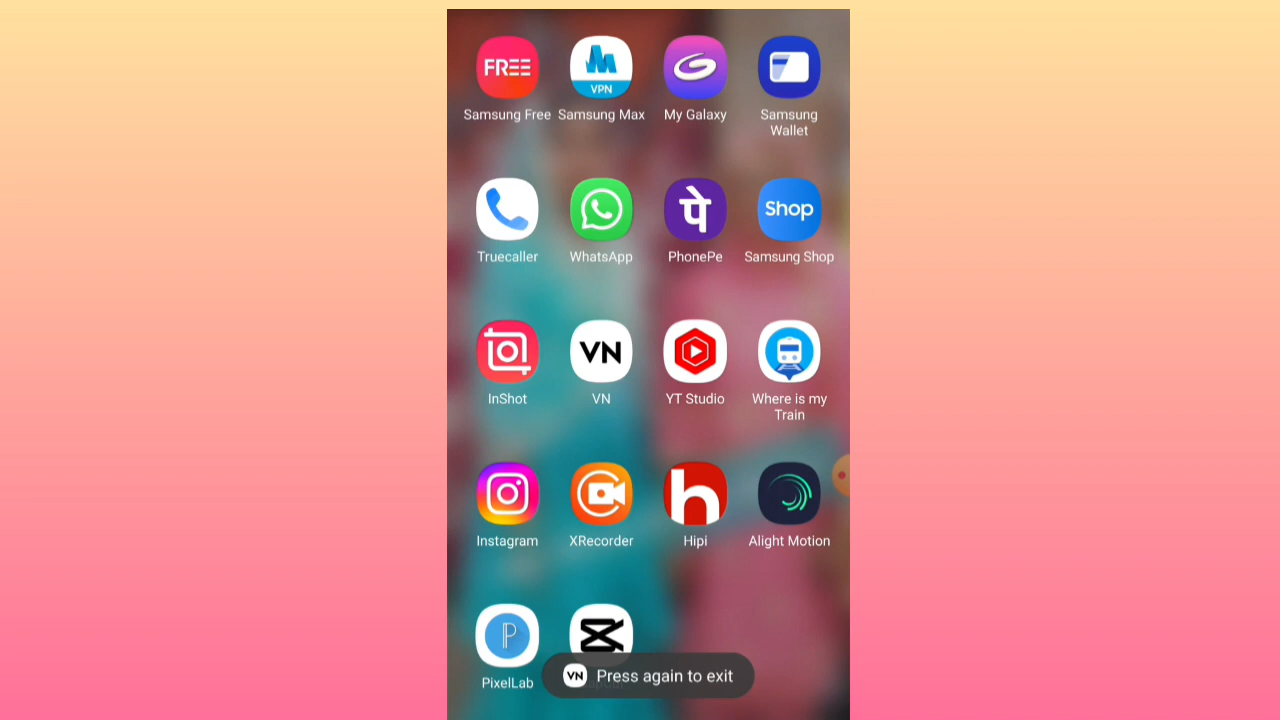 FREE
VPN
Samsung Free
Samsung Max
My Galaxy
Samsung
Wallet
पे
Shop
Truecaller
WhatsApp
PhonePe
Samsung Shop
VN
InShot
VN
YT Studio
Where is my
Train
h
Instagram
XRecorder
Hipi
Alight Motion
P
PixelLab
VN Press again to exit